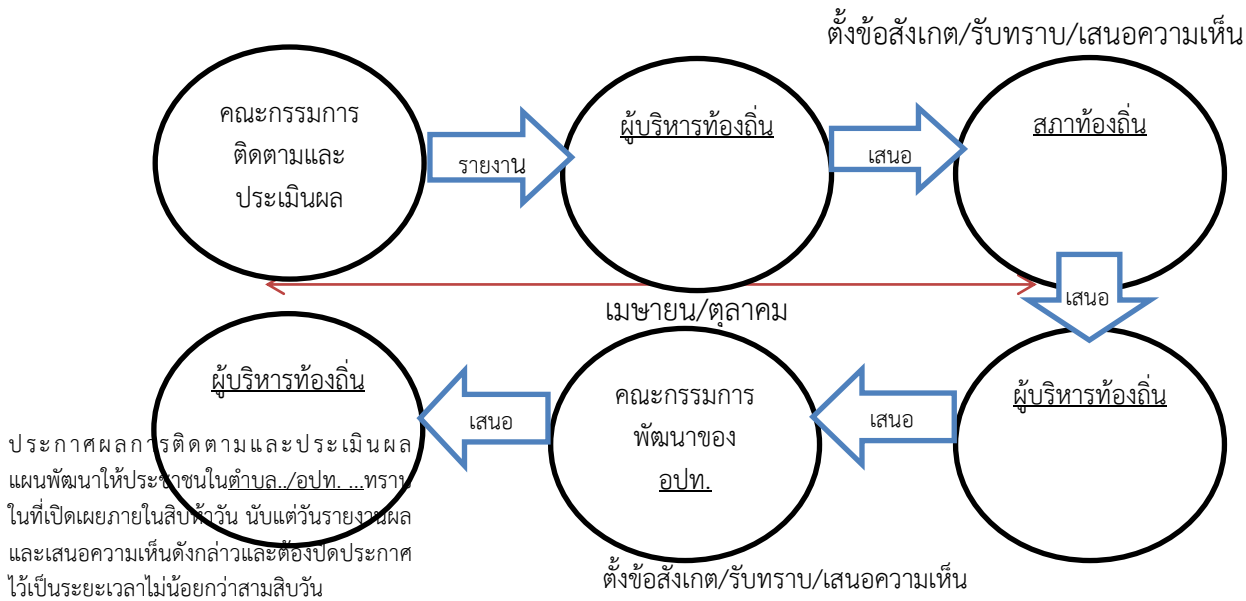 ตั้งข้อสังเกต/รับทราบ/เสนอความเห็น
คณะกรรมการ
ติดตามและ
ประเมินผล
รายงาน
ผู้บริหารท้องถิ่น
เสนอ
สภาท้องถิ่น
เสนอ
เมษายน/ตุลาคม
ผู้บริหารท้องถิ่น
เสนอ
คณะกรรมการ
พัฒนาของ
อปท.
เสนอ
ผู้บริหารท้องถิ่น
ประกาศผลการติดตามและประเมินผล
แผนพัฒนาให้ประชาชนในตำบล../อปท. ...ทราบ
ในที่เปิดเผยภายในสิบห้าวัน นับแต่วันรายงานผล
และเสนอความเห็นดังกล่าวและต้องปิดประกาศ
ไว้เป็นระยะเวลาไม่น้อยกว่าสามสิบวัน
ตั้งข้อสังเกต/รับทราบ/เสนอความเห็น